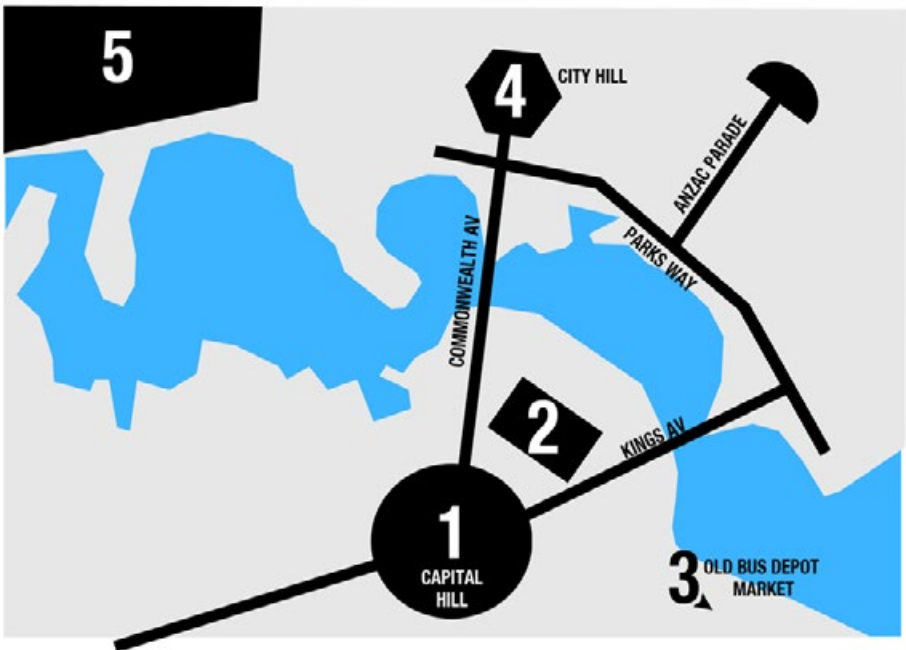 5
4
CITY HILL
ANZAC PARADE
PARKS WAY
COMMONWEALTH AV
2
KINGS AV
1
CAPITAL
HILL
3
OLD BUS DEPOT
MARKET